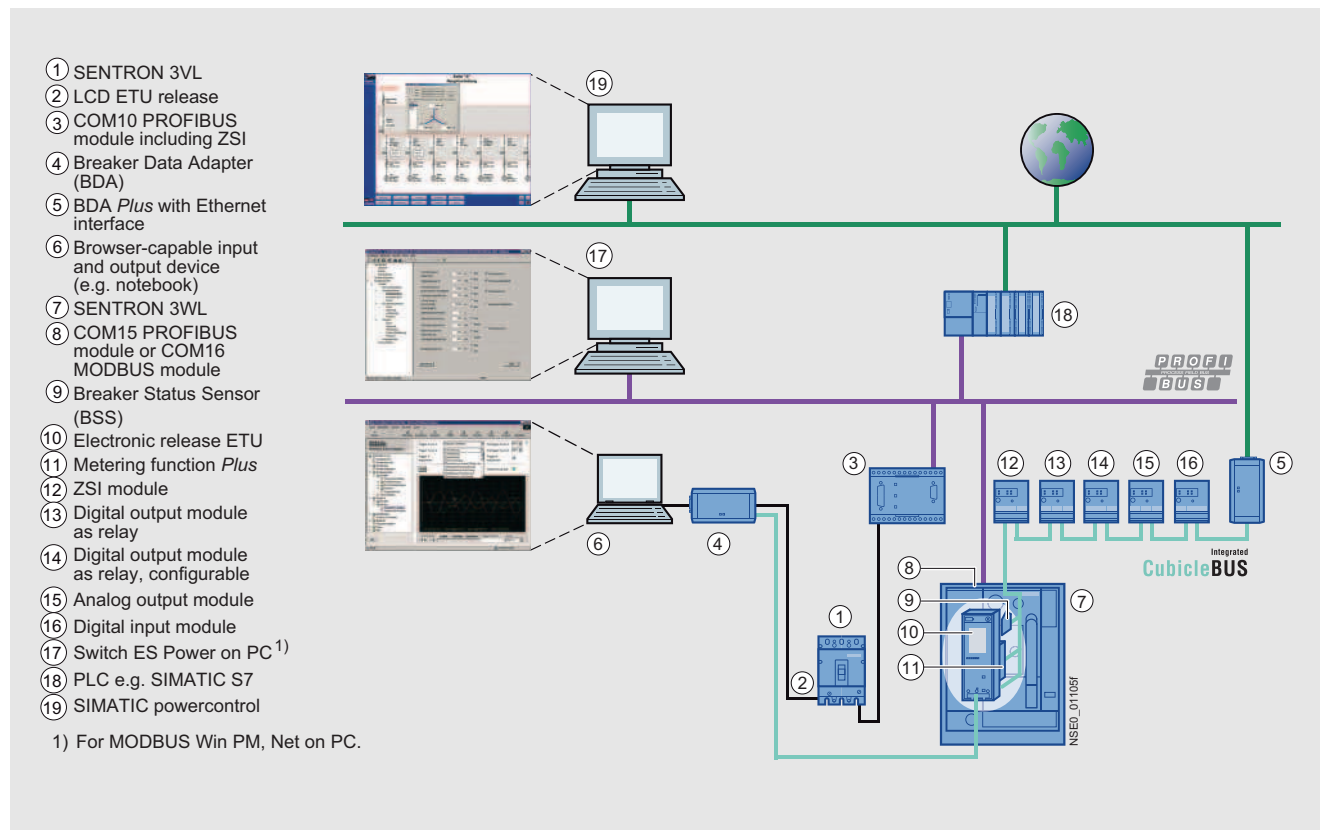 1 SENTRON 3VL
2 LCD ETU release
3 COM10 PROFIBUS
module including ZSI
4 Breaker Data Adapter
(BDA)
5 BDA Plus with Ethernet
interface
6 Browser-capable input
and output device
(e.g. notebook)
7 SENTRON 3WL
8 COM15 PROFIBUS
module or COM16
MODBUS module
9 Breaker Status Sensor
(BSS)
10 Electronic release ETU
11 Metering function Plus
12 ZSI module
13 Digital output module
as relay
14 Digital output module
as relay, configurable
15 Analog output module
16 Digital input module
17 Switch ES Power on PC 1)
18 PLC e.g. SIMATIC S7
19 SIMATIC powercontrol
1) For MODBUS Win PM, Net on PC.
19
17
18
PROFI
PROCESS FIELD BUS
BUS
3
12
13
14
15
16
5
6
4
Integrated
CubicleBUS
8
9
7
1
10
11
2
NSE0_01105f